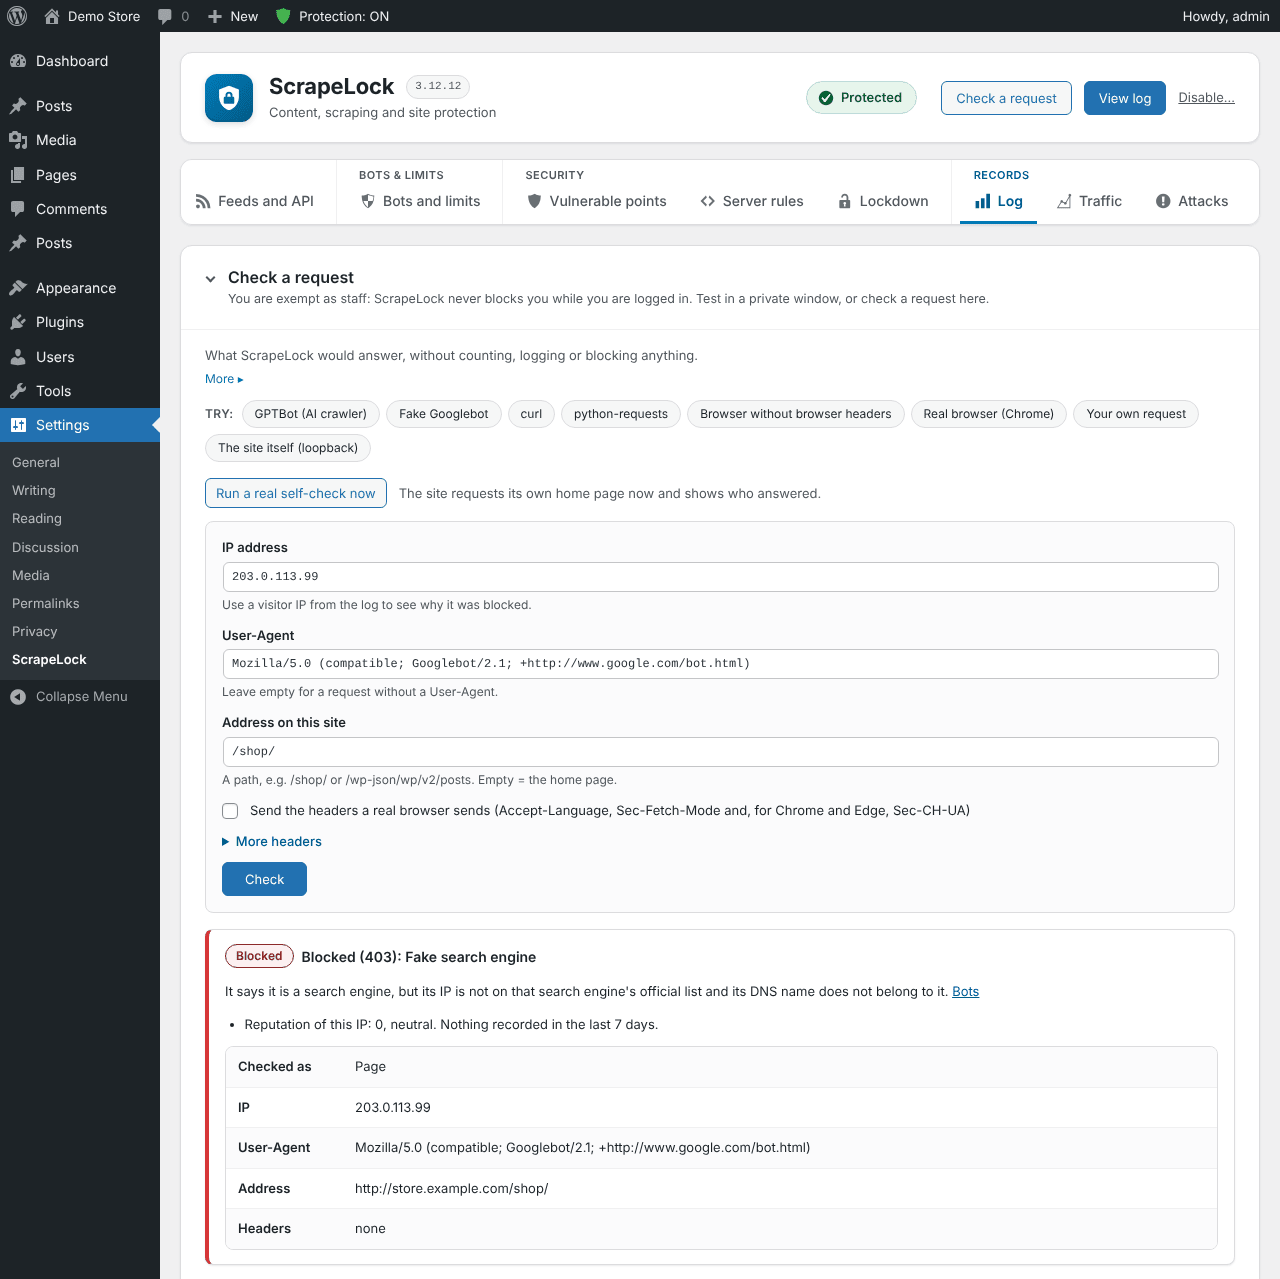 Demo Store
0
New
Protection: ON
Howdy, admin
Dashboard
Posts
Media
Pages
Comments
Posts
Appearance
Plugins
Users
Tools
Settings
General
Writing
Reading
Discussion
Media
Permalinks
Privacy
ScrapeLock
Collapse Menu
ScrapeLock 3.12.12
Content, scraping and site protection
Protected
Check a request
View log
Disable...
Feeds and API
BOTS & LIMITS
Bots and limits
SECURITY
Vulnerable points
Server rules
Lockdown
RECORDS
Log
Traffic
Attacks
Check a request
You are exempt as staff: ScrapeLock never blocks you while you are logged in. Test in a private window, or check a request here.
What ScrapeLock would answer, without counting, logging or blocking anything.
More ▸
TRY: GPTBot (AI crawler) Fake Googlebot curl python-requests Browser without browser headers Real browser (Chrome) Your own request
The site itself (loopback)
Run a real self-check now The site requests its own home page now and shows who answered.
IP address
203.0.113.99
Use a visitor IP from the log to see why it was blocked.
User-Agent
Mozilla/5.0 (compatible; Googlebot/2.1; +http://www.google.com/bot.html)
Leave empty for a request without a User-Agent.
Address on this site
/shop/
A path, e.g. /shop/ or /wp-json/wp/v2/posts. Empty = the home page.
Send the headers a real browser sends (Accept-Language, Sec-Fetch-Mode and, for Chrome and Edge, Sec-CH-UA)
▶ More headers
Check
Blocked Blocked (403): Fake search engine
It says it is a search engine, but its IP is not on that search engine's official list and its DNS name does not belong to it. Bots
• Reputation of this IP: 0, neutral. Nothing recorded in the last 7 days.
Checked as Page
IP 203.0.113.99
User-Agent Mozilla/5.0 (compatible; Googlebot/2.1; +http://www.google.com/bot.html)
Address http://store.example.com/shop/
Headers none